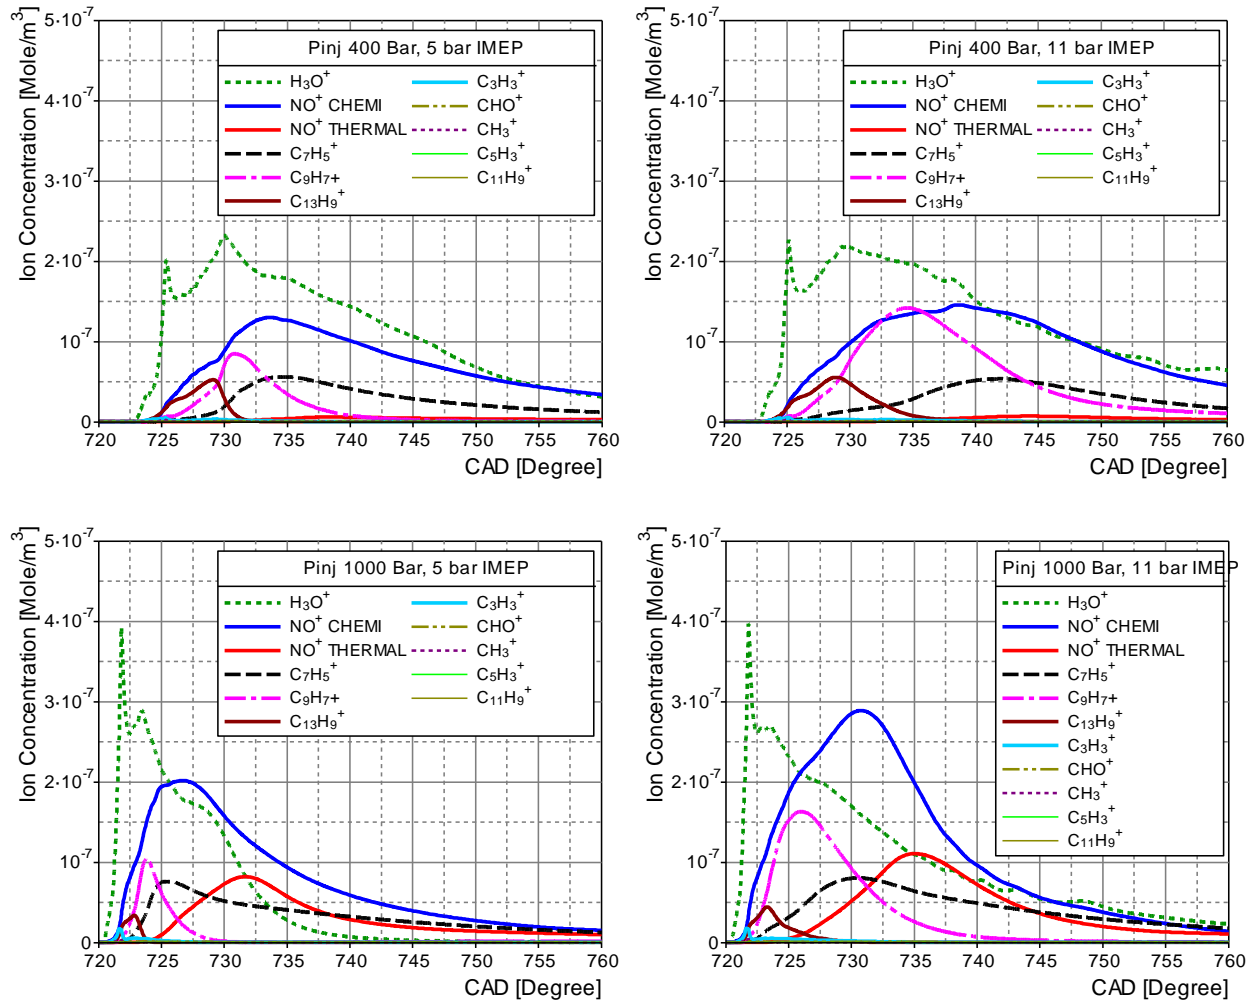 Pinj 400 Bar, 5 bar IMEP
H₃O⁺ C₃H₃⁺
NO⁺ CHEMI CHO⁺
NO⁺ THERMAL CH₃⁺
C₇H₅⁺ C₅H₃⁺
C₉H₇+ C₁₁H₉⁺
C₁₃H₉⁺
Ion Concentration [Mole/m³]
5·10⁻⁷
4·10⁻⁷
3·10⁻⁷
2·10⁻⁷
10⁻⁷
0
720 725 730 735 740 745 750 755 760
CAD [Degree]
Pinj 400 Bar, 11 bar IMEP
H₃O⁺ C₃H₃⁺
NO⁺ CHEMI CHO⁺
NO⁺ THERMAL CH₃⁺
C₇H₅⁺ C₅H₃⁺
C₉H₇+ C₁₁H₉⁺
C₁₃H₉⁺
Ion Concentration [Mole/m³]
5·10⁻⁷
4·10⁻⁷
3·10⁻⁷
2·10⁻⁷
10⁻⁷
0
720 725 730 735 740 745 750 755 760
CAD [Degree]
Pinj 1000 Bar, 5 bar IMEP
H₃O⁺ C₃H₃⁺
NO⁺ CHEMI CHO⁺
NO⁺ THERMAL CH₃⁺
C₇H₅⁺ C₅H₃⁺
C₉H₇+ C₁₁H₉⁺
C₁₃H₉⁺
Ion Concentration [Mole/m³]
5·10⁻⁷
4·10⁻⁷
3·10⁻⁷
2·10⁻⁷
10⁻⁷
0
720 725 730 735 740 745 750 755 760
CAD [Degree]
Pinj 1000 Bar, 11 bar IMEP
H₃O⁺
NO⁺ CHEMI
NO⁺ THERMAL
C₇H₅⁺
C₉H₇+
C₁₃H₉⁺
C₃H₃⁺
CHO⁺
CH₃⁺
C₅H₃⁺
C₁₁H₉⁺
Ion Concentration [Mole/m³]
5·10⁻⁷
4·10⁻⁷
3·10⁻⁷
2·10⁻⁷
10⁻⁷
0
720 725 730 735 740 745 750 755 760
CAD [Degree]